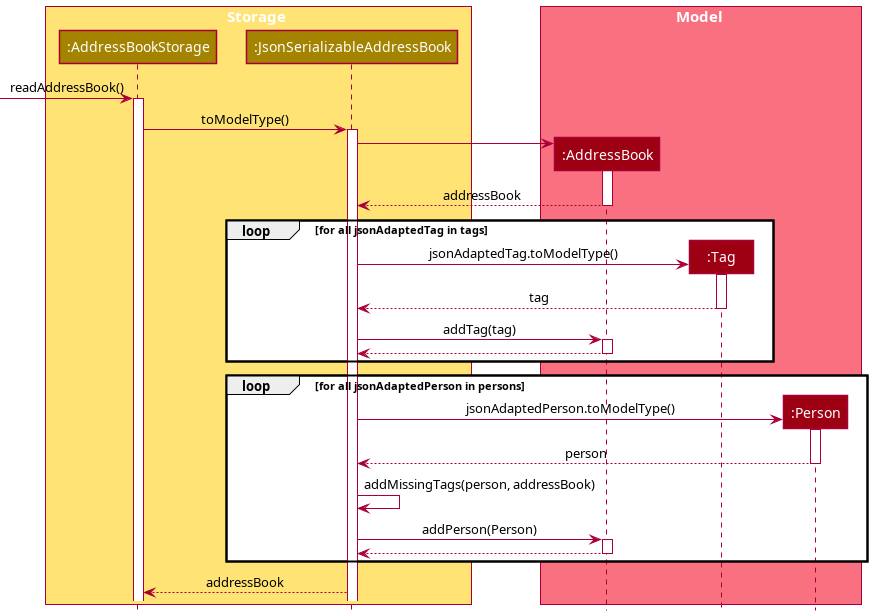 Storage
Model
:AddressBookStorage
:JsonSerializableAddressBook
readAddressBook()
toModelType()
:AddressBook
addressBook
loop
[for all jsonAdaptedTag in tags]
jsonAdaptedTag.toModelType()
:Tag
tag
addTag(tag)
loop
[for all jsonAdaptedPerson in persons]
jsonAdaptedPerson.toModelType()
:Person
person
addMissingTags(person, addressBook)
addPerson(Person)
addressBook